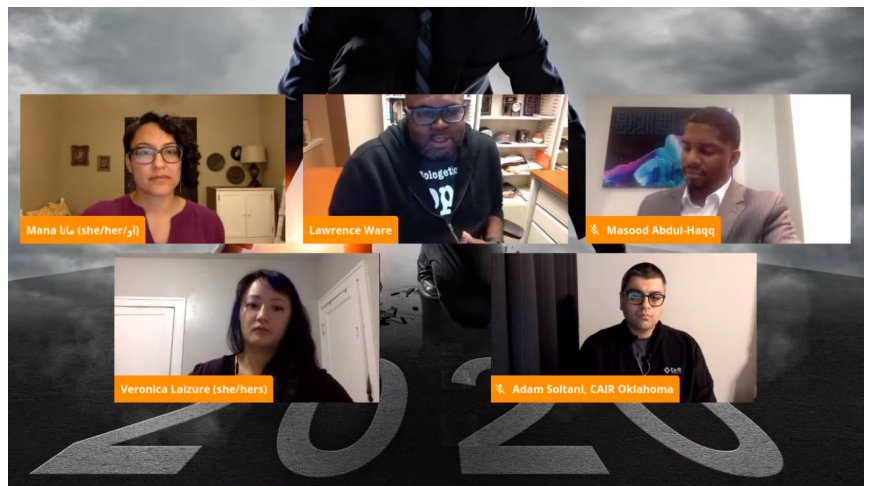 Mana مانا (she/her/او)
Lawrence Ware
Masood Abdul-Haqq
Veronica Laizure (she/hers)
Adam Soltani, CAIR Oklahoma
CAIR
2020